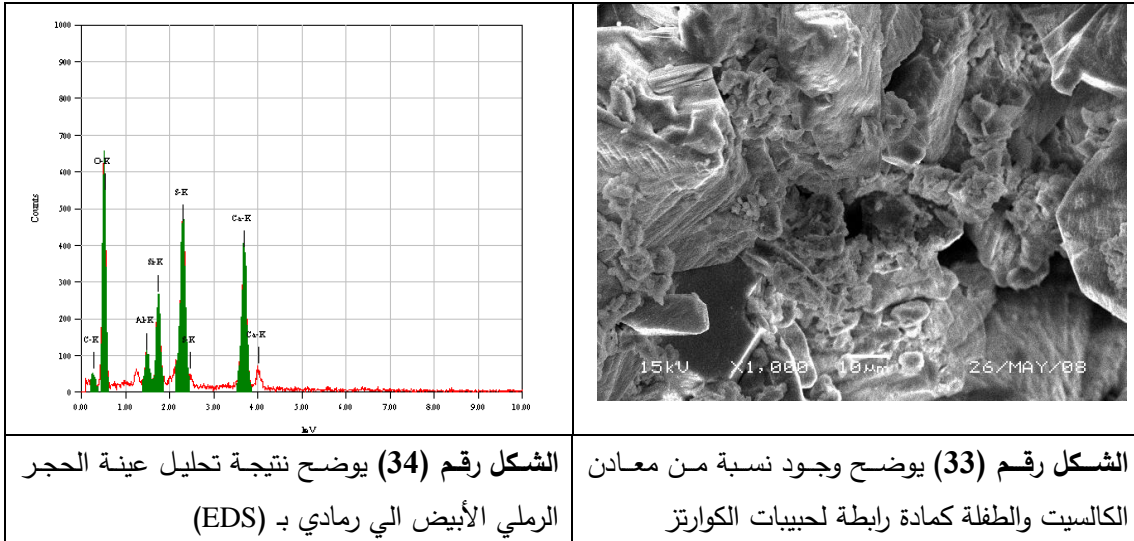 1000
900
800
700
600
500
400
300
200
100
0
Counts
C-K
O-K
Al-K
Si-K
S-K
S-K
Ca-K
Ca-K
0.00 1.00 2.00 3.00 4.00 5.00 6.00 7.00 8.00 9.00 10.00
keV
15kV X1,000 10µm 26/MAY/08
الشكل رقم (33) يوضح وجود نسبة من معادن
الكالسيت والطفلة كمادة رابطة لحبيبات الكوارتز
الشكل رقم (34) يوضح نتيجة تحليل عينة الحجر
الرملي الأبيض الي رمادي بـ (EDS)